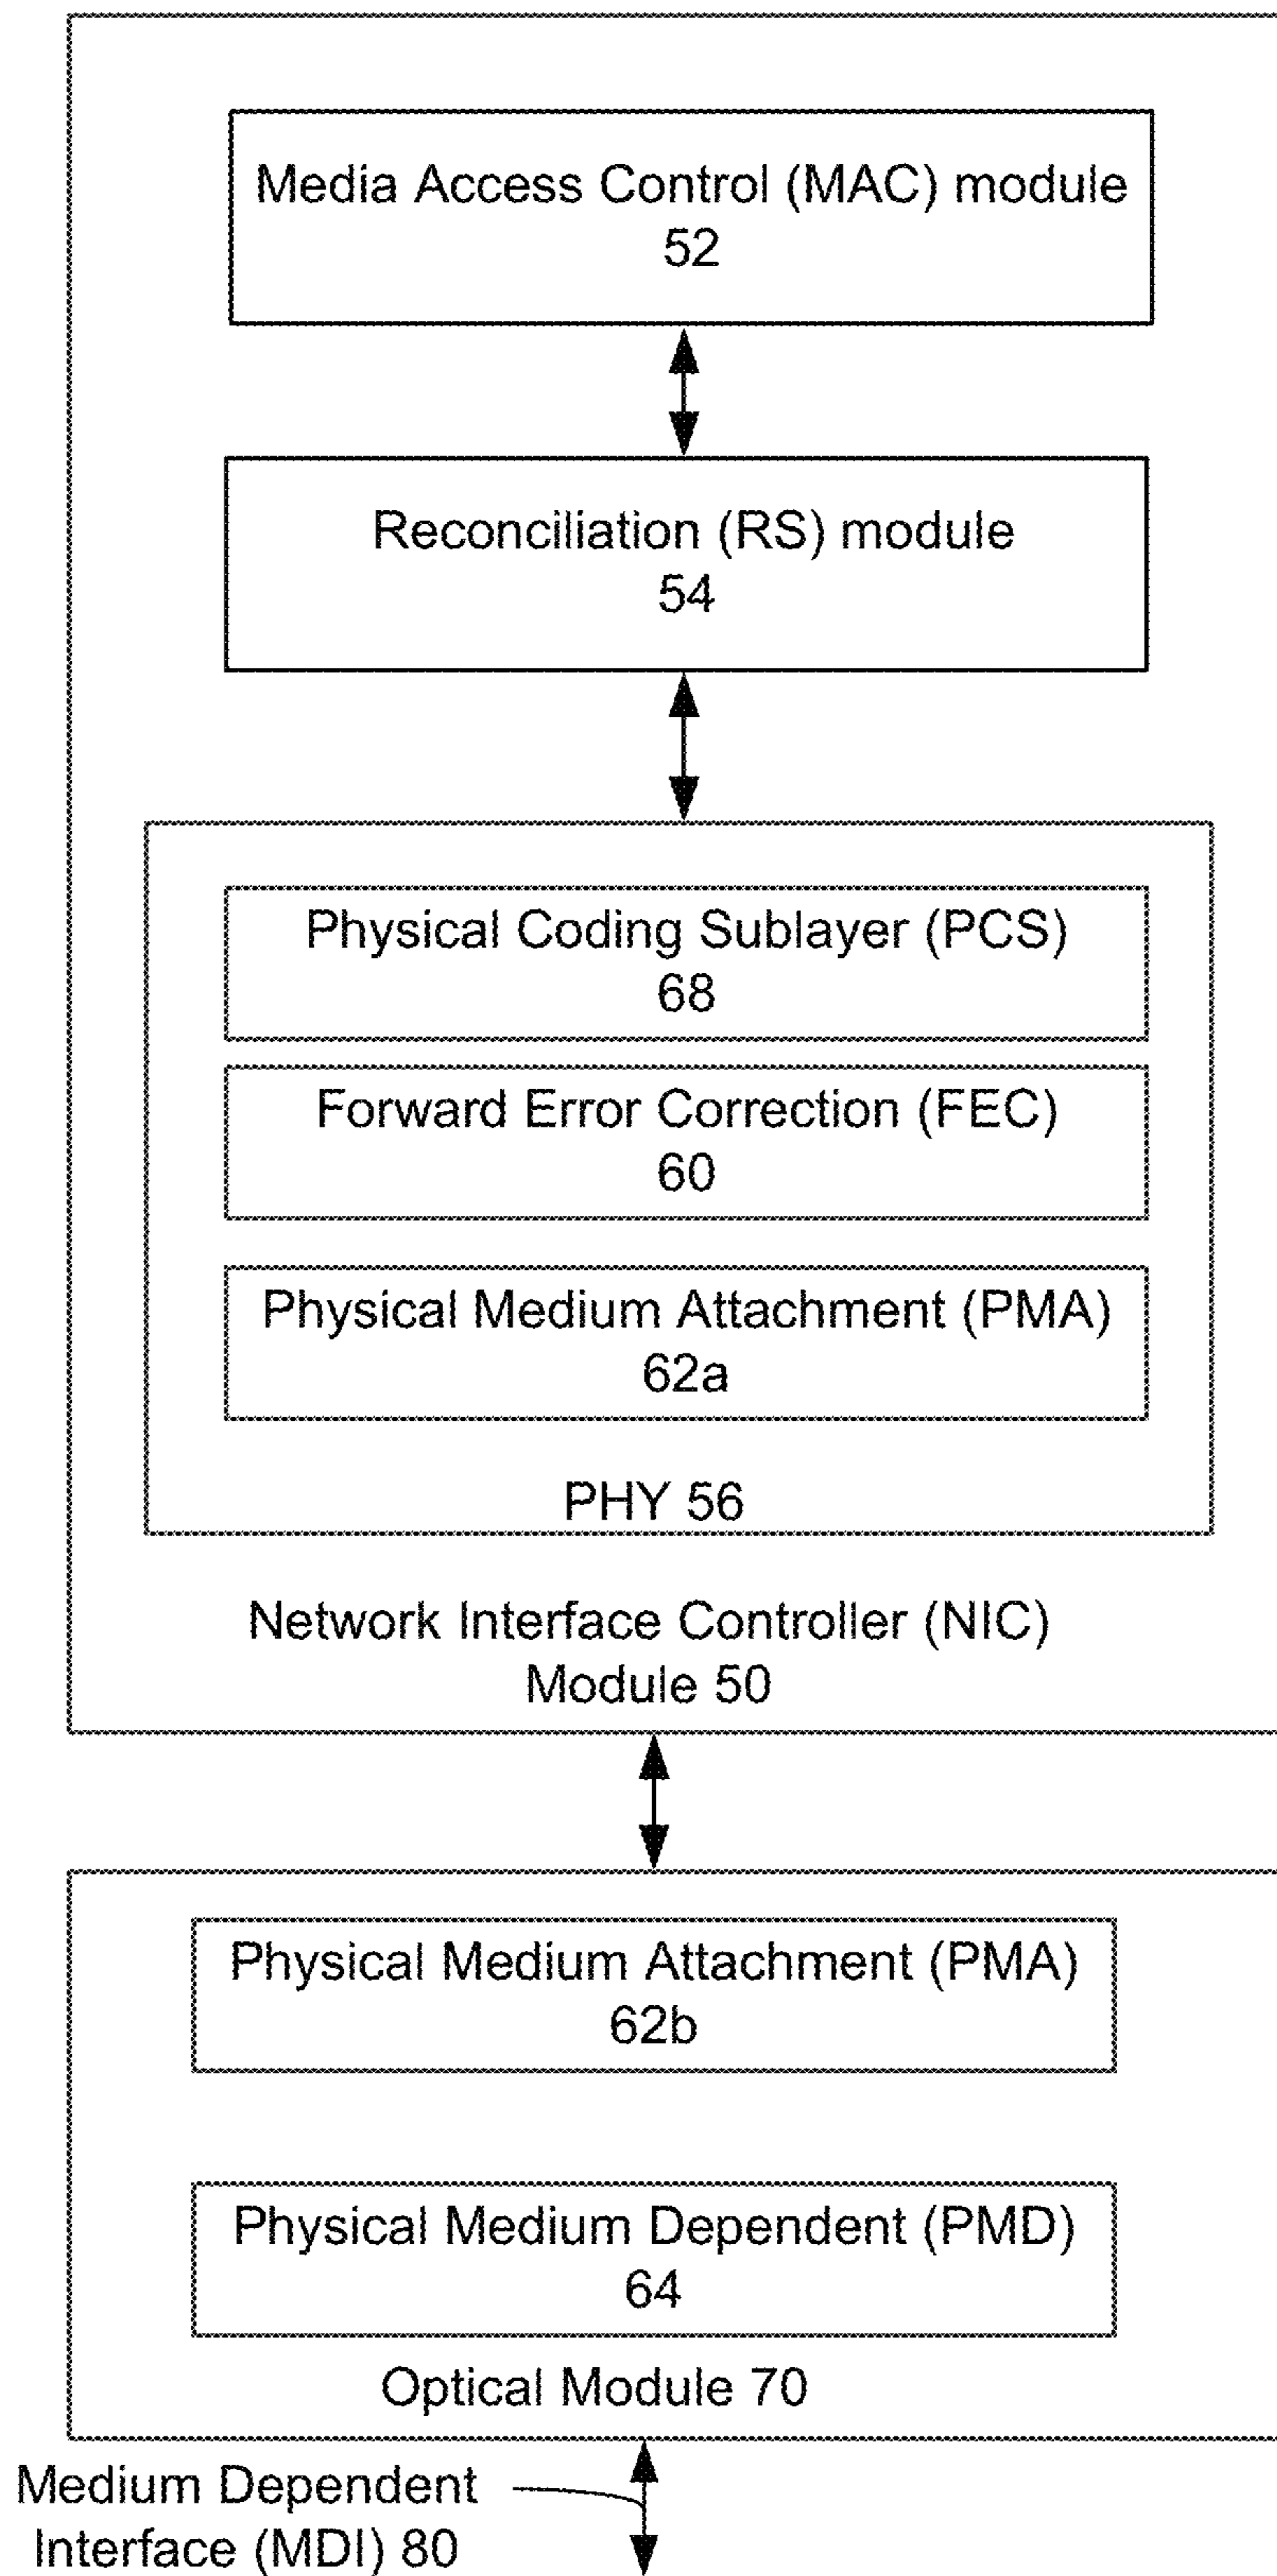 Media Access Control (MAC) module
52
Reconciliation (RS) module
54
Physical Coding Sublayer (PCS)
68
Forward Error Correction (FEC)
60
Physical Medium Attachment (PMA)
62a
PHY 56
Network Interface Controller (NIC)
Module 50
Physical Medium Attachment (PMA)
62b
Physical Medium Dependent (PMD)
64
Optical Module 70
Medium Dependent
Interface (MDI) 80